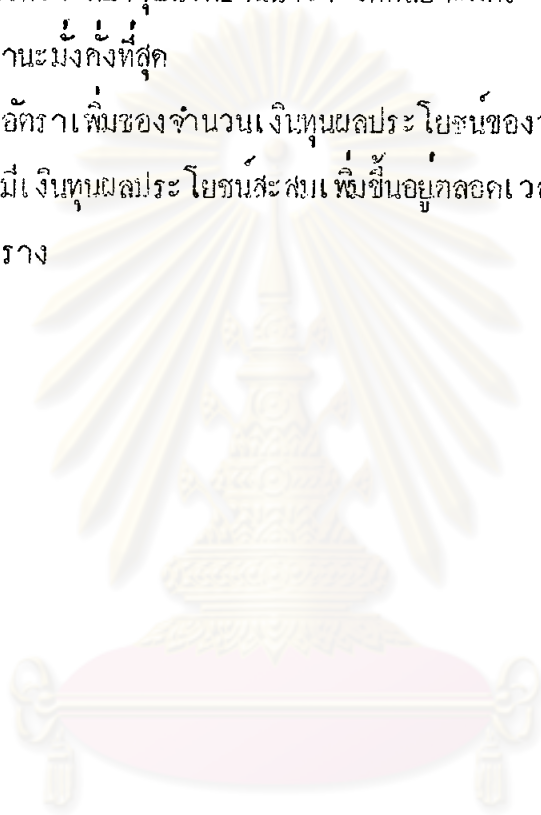 านะมั่งคั่งที่สุด
อัตราเพิ่มของจำนวนเงินทุนผลประโยชน์ของ
มีเงินทุนผลประโยชน์สะสมเพิ่มขึ้นอยู่ตลอดเวล
ราง